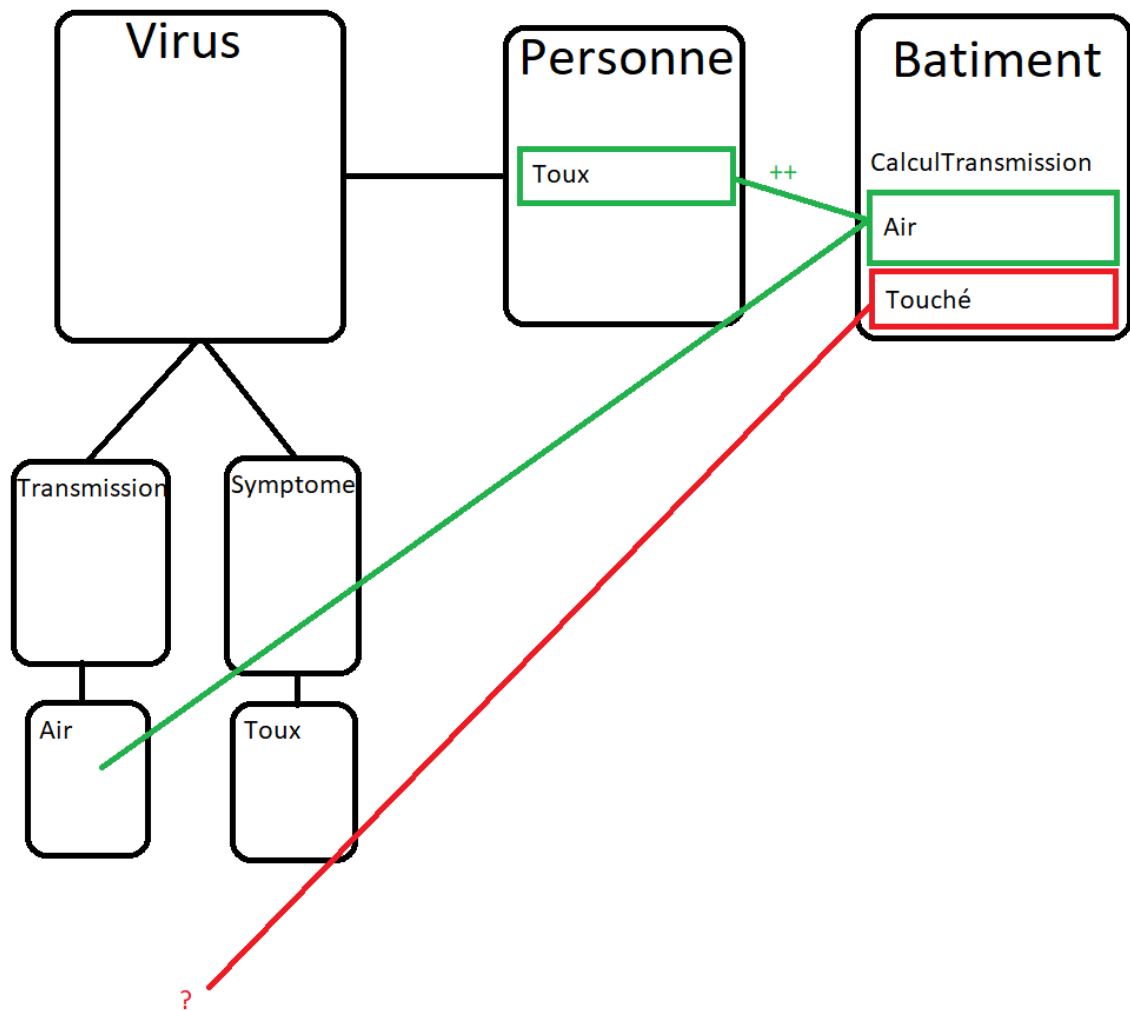 Virus
Personne
Batiment
Toux
++
CalculTransmission
Air
Touché
Transmission
Symptome
Air
Toux
?